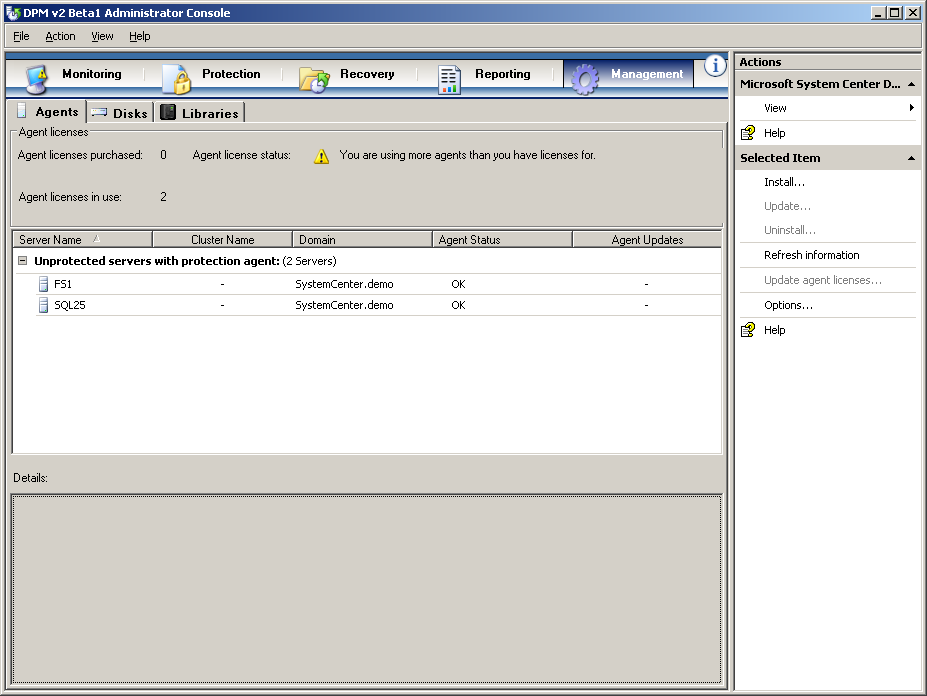 DPM v2 Beta1 Administrator Console
File Action View Help
Monitoring Protection Recovery Reporting Management
Agents Disks Libraries
Agent licenses
Agent licenses purchased: 0 Agent license status: You are using more agents than you have licenses for.
Agent licenses in use: 2
Server Name Cluster Name Domain Agent Status Agent Updates
Unprotected servers with protection agent: (2 Servers)
FS1 - SystemCenter.demo OK -
SQL25 - SystemCenter.demo OK -
Details:
Actions
Microsoft System Center D...
View
Help
Selected Item
Install...
Update...
Uninstall...
Refresh information
Update agent licenses...
Options...
Help